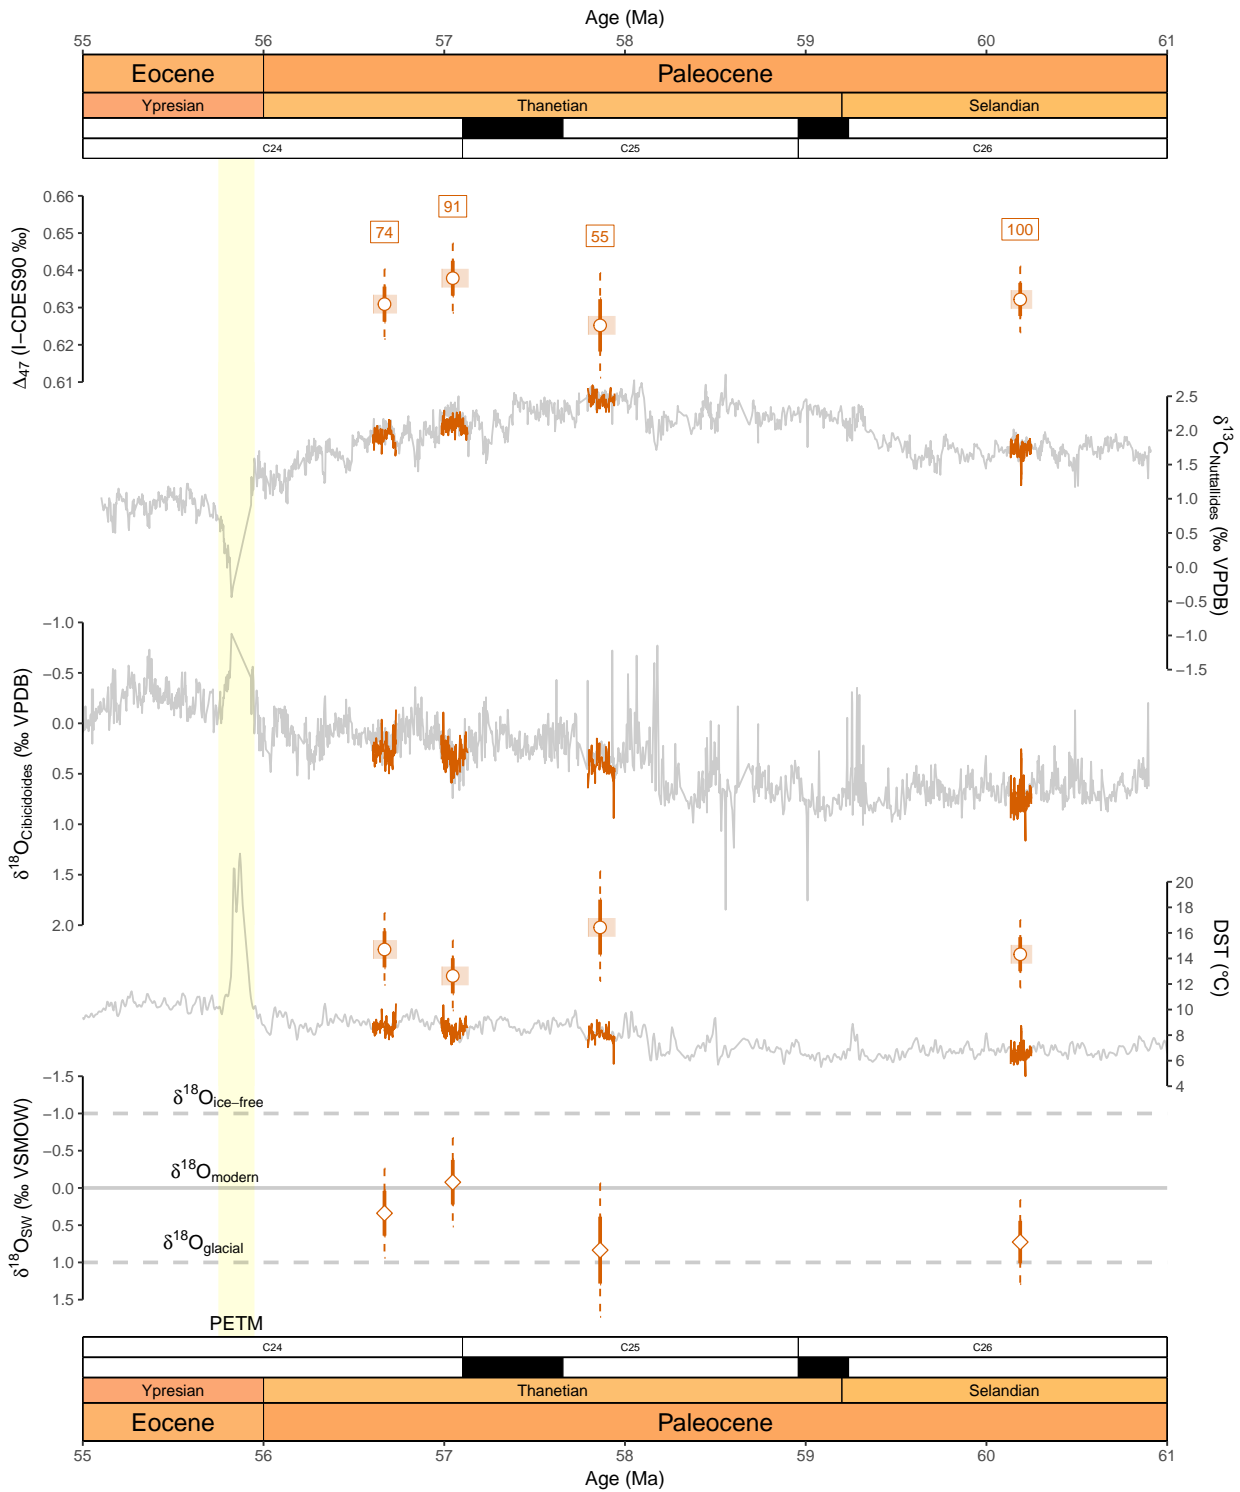 Age (Ma)
55 56 57 58 59 60 61
Eocene Paleocene
Ypresian Thanetian Selandian
C24 C25 C26
0.66
0.65
0.64
0.63
0.62
0.61
Δ47 (I−CDES90 ‰)
74 91 55 100
2.5
2.0
1.5
1.0
0.5
0.0
−0.5
−1.0
−1.5
δ13CNuttallides (‰ VPDB)
−1.0
−0.5
0.0
0.5
1.0
1.5
2.0
δ18OCibicidoides (‰ VPDB)
20
18
16
14
12
10
8
6
4
DST (°C)
−1.5
−1.0
−0.5
0.0
0.5
1.0
1.5
δ18OSW (‰ VSMOW)
δ18Oice−free
δ18Omodern
δ18Oglacial
PETM
C24 C25 C26
Ypresian Thanetian Selandian
Eocene Paleocene
55 56 57 58 59 60 61
Age (Ma)